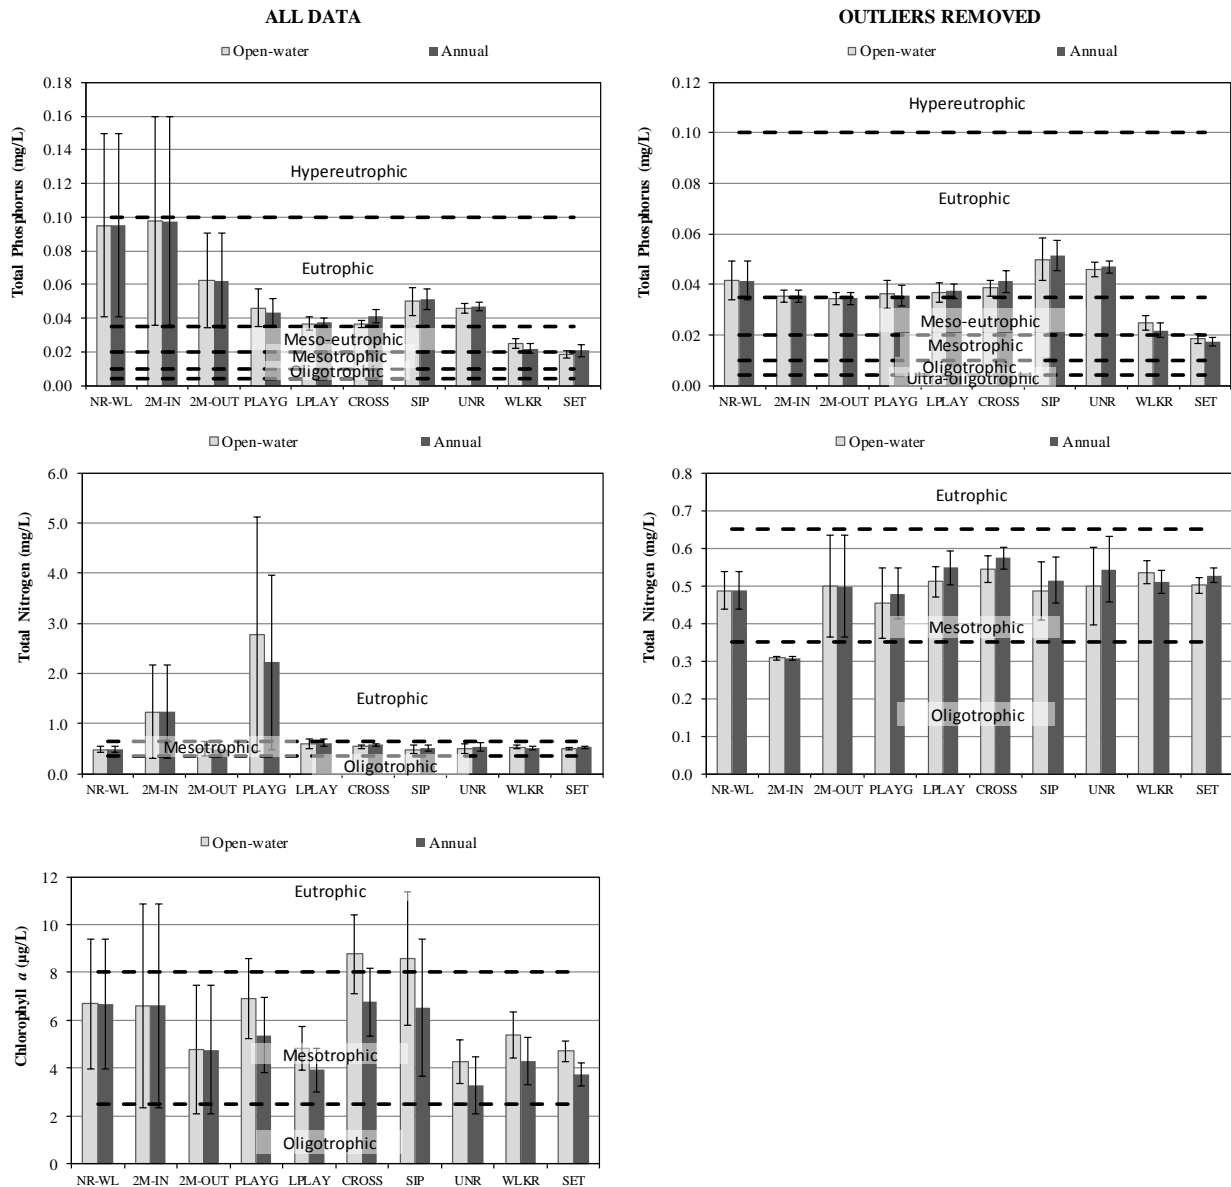 ALL DATA
OUTLIERS REMOVED
Open-water Annual
Total Phosphorus (mg/L)
0.18
0.16
0.14
0.12
0.10
0.08
0.06
0.04
0.02
0.00
Hypereutrophic
Eutrophic
Meso-eutrophic
Mesotrophic
Oligotrophic
NR-WL 2M-IN 2M-OUT PLAYG LPLAY CROSS SIP UNR WLKR SET
Open-water Annual
Total Phosphorus (mg/L)
0.12
0.10
0.08
0.06
0.04
0.02
0.00
Hypereutrophic
Eutrophic
Meso-eutrophic
Mesotrophic
Oligotrophic
Ultra-oligotrophic
NR-WL 2M-IN 2M-OUT PLAYG LPLAY CROSS SIP UNR WLKR SET
Open-water Annual
Total Nitrogen (mg/L)
6.0
5.0
4.0
3.0
2.0
1.0
0.0
Eutrophic
Mesotrophic
Oligotrophic
NR-WL 2M-IN 2M-OUT PLAYG LPLAY CROSS SIP UNR WLKR SET
Open-water Annual
Total Nitrogen (mg/L)
0.8
0.7
0.6
0.5
0.4
0.3
0.2
0.1
0.0
Eutrophic
Mesotrophic
Oligotrophic
NR-WL 2M-IN 2M-OUT PLAYG LPLAY CROSS SIP UNR WLKR SET
Open-water Annual
Chlorophyll a (µg/L)
12
10
8
6
4
2
0
Eutrophic
Mesotrophic
Oligotrophic
NR-WL 2M-IN 2M-OUT PLAYG LPLAY CROSS SIP UNR WLKR SET